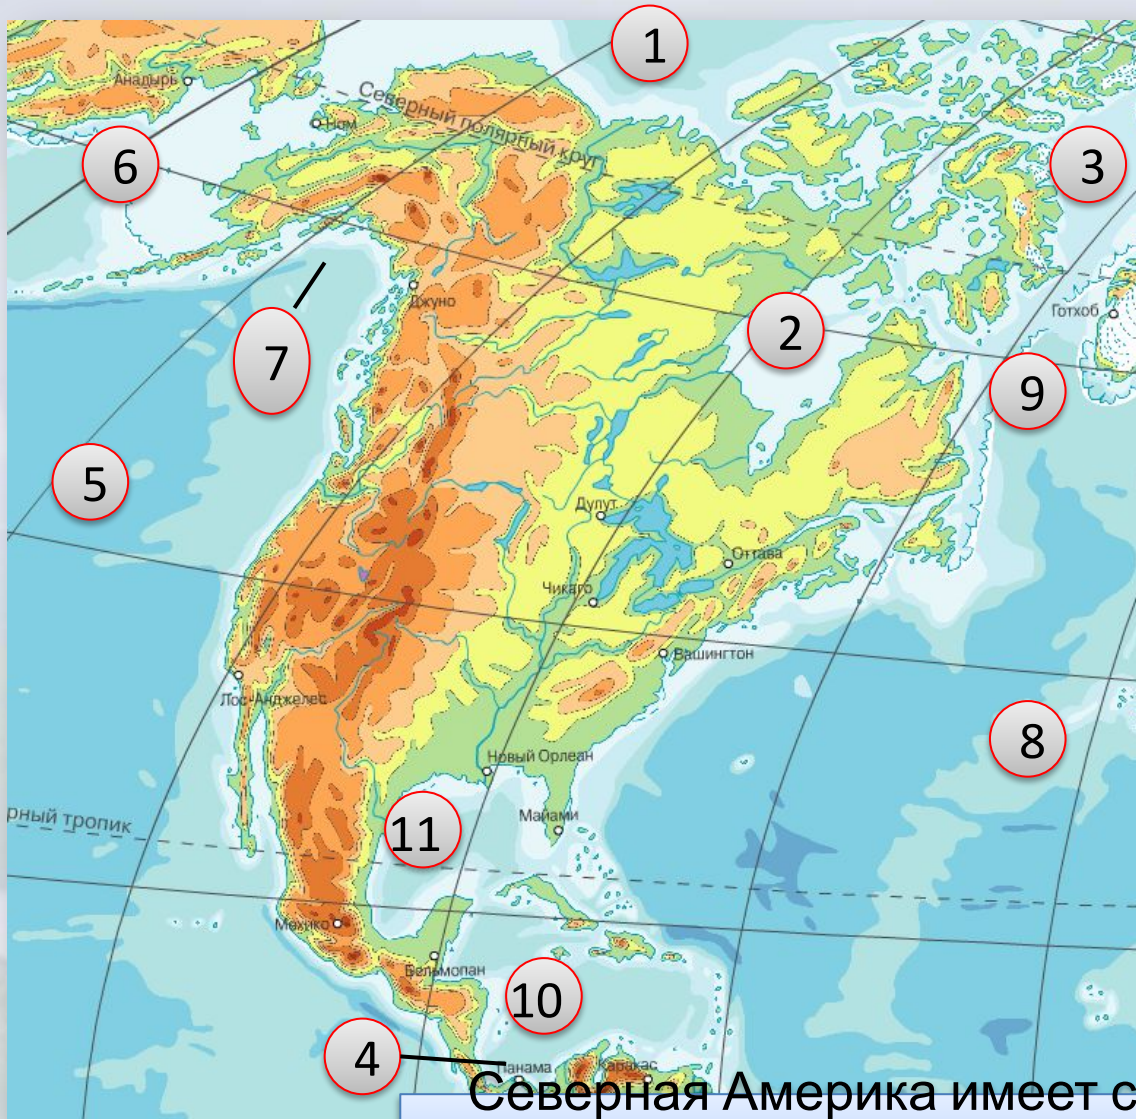 1
Анадырь
Ном
Северный полярный круг
6
3
Джуно
Готхоб
2
7
9
5
Дулут
Оттава
Чикаго
Вашингтон
Лос-Анджелес
8
Новый Орлеан
рный тропик
Майами
11
Мехико
Бельмопан
10
4
Панама
Каракас
Северная Америка имеет с